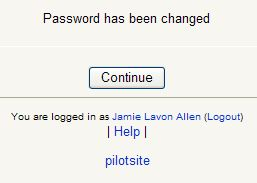 Password has been changed
Continue
You are logged in as Jamie Lavon Allen (Logout)
| Help |
pilotsite